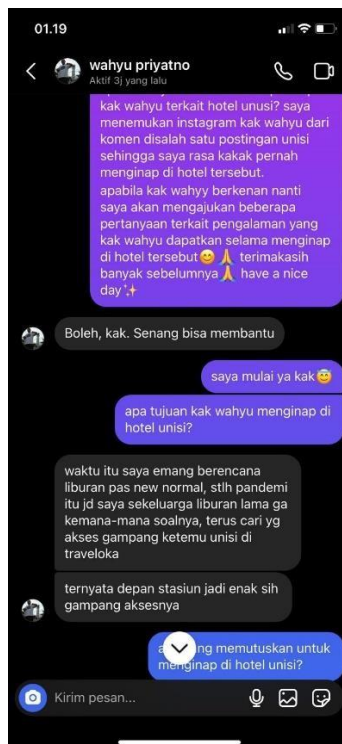 01.19
wahyu priyatno
Aktif 3j yang lalu
kak wahyu terkait hotel unusi? saya
menemukan instagram kak wahyu dari
komen disalah satu postingan unisi
sehingga saya rasa kakak pernah
menginap di hotel tersebut.
apabila kak wahyy berkenan nanti
saya akan mengajukan beberapa
pertanyaan terkait pengalaman yang
kak wahyu dapatkan selama menginap
di hotel tersebut😊🙏 terimakasih
banyak sebelumnya🙏 have a nice
day✨
Boleh, kak. Senang bisa membantu
saya mulai ya kak😇
apa tujuan kak wahyu menginap di
hotel unisi?
waktu itu saya emang berencana
liburan pas new normal, stlh pandemi
itu jd saya sekeluarga liburan lama ga
kemana-mana soalnya, terus cari yg
akses gampang ketemu unisi di
traveloka
ternyata depan stasiun jadi enak sih
gampang aksesnya
memutuskan untuk
menginap di hotel unisi?
Kirim pesan...